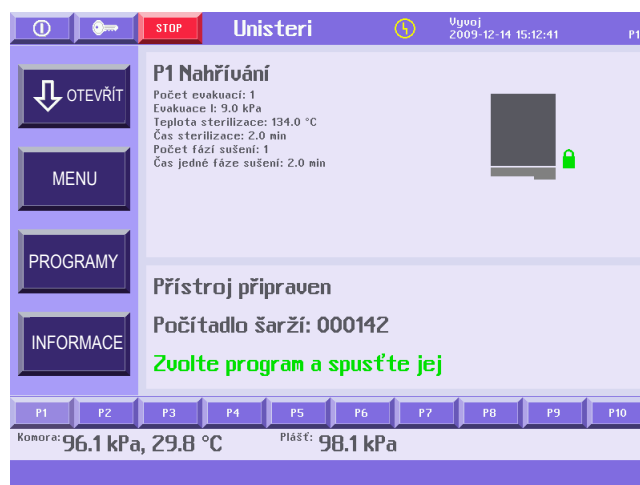 STOP
Unisteri
Vyvoj
2009-12-14 15:12:41
P1
OTEVŘÍT
MENU
PROGRAMY
INFORMACE
P1 Nahřívání
Počet evakuací: 1
Evakuace I: 9.0 kPa
Teplota sterilizace: 134.0 °C
Čas sterilizace: 2.0 min
Počet fází sušení: 1
Čas jedné fáze sušení: 2.0 min
Přístroj připraven
Počítadlo šarží: 000142
Zvolte program a spusťte jej
P1 P2 P3 P4 P5 P6 P7 P8 P9 P10
Komora: 96.1 kPa, 29.8 °C Plášť: 98.1 kPa